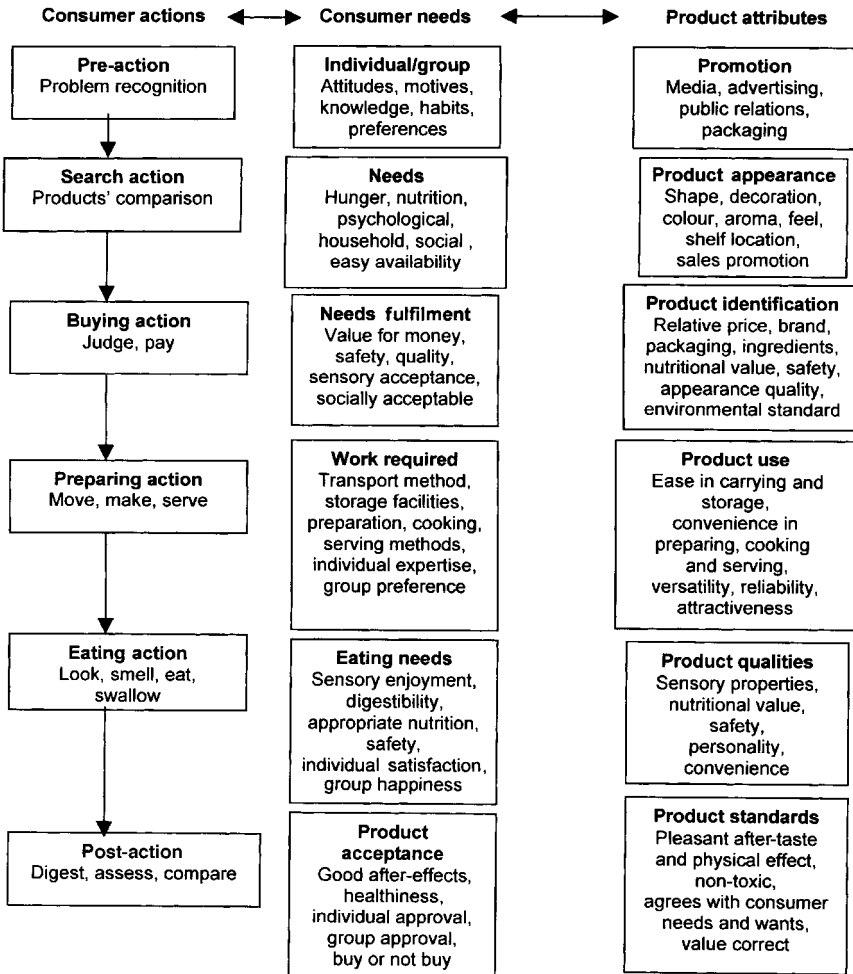 Consumer actions
Consumer needs
Product attributes
Pre-action
Problem recognition
Individual/group
Attitudes, motives,
knowledge, habits,
preferences
Promotion
Media, advertising,
public relations,
packaging
Search action
Products' comparison
Needs
Hunger, nutrition,
psychological,
household, social ,
easy availability
Product appearance
Shape, decoration,
colour, aroma, feel,
shelf location,
sales promotion
Buying action
Judge, pay
Needs fulfilment
Value for money,
safety, quality,
sensory acceptance,
socially acceptable
Product identification
Relative price, brand,
packaging, ingredients,
nutritional value, safety,
appearance quality,
environmental standard
Preparing action
Move, make, serve
Work required
Transport method,
storage facilities,
preparation, cooking,
serving methods,
individual expertise,
group preference
Product use
Ease in carrying and
storage,
convenience in
preparing, cooking
and serving,
versatility, reliability,
attractiveness
Eating action
Look, smell, eat,
swallow
Eating needs
Sensory enjoyment,
digestibility,
appropriate nutrition,
safety,
individual satisfaction,
group happiness
Product qualities
Sensory properties,
nutritional value,
safety,
personality,
convenience
Post-action
Digest, assess, compare
Product
acceptance
Good after-effects,
healthiness,
individual approval,
group approval,
buy or not buy
Product standards
Pleasant after-taste
and physical effect,
non-toxic,
agrees with consumer
needs and wants,
value correct